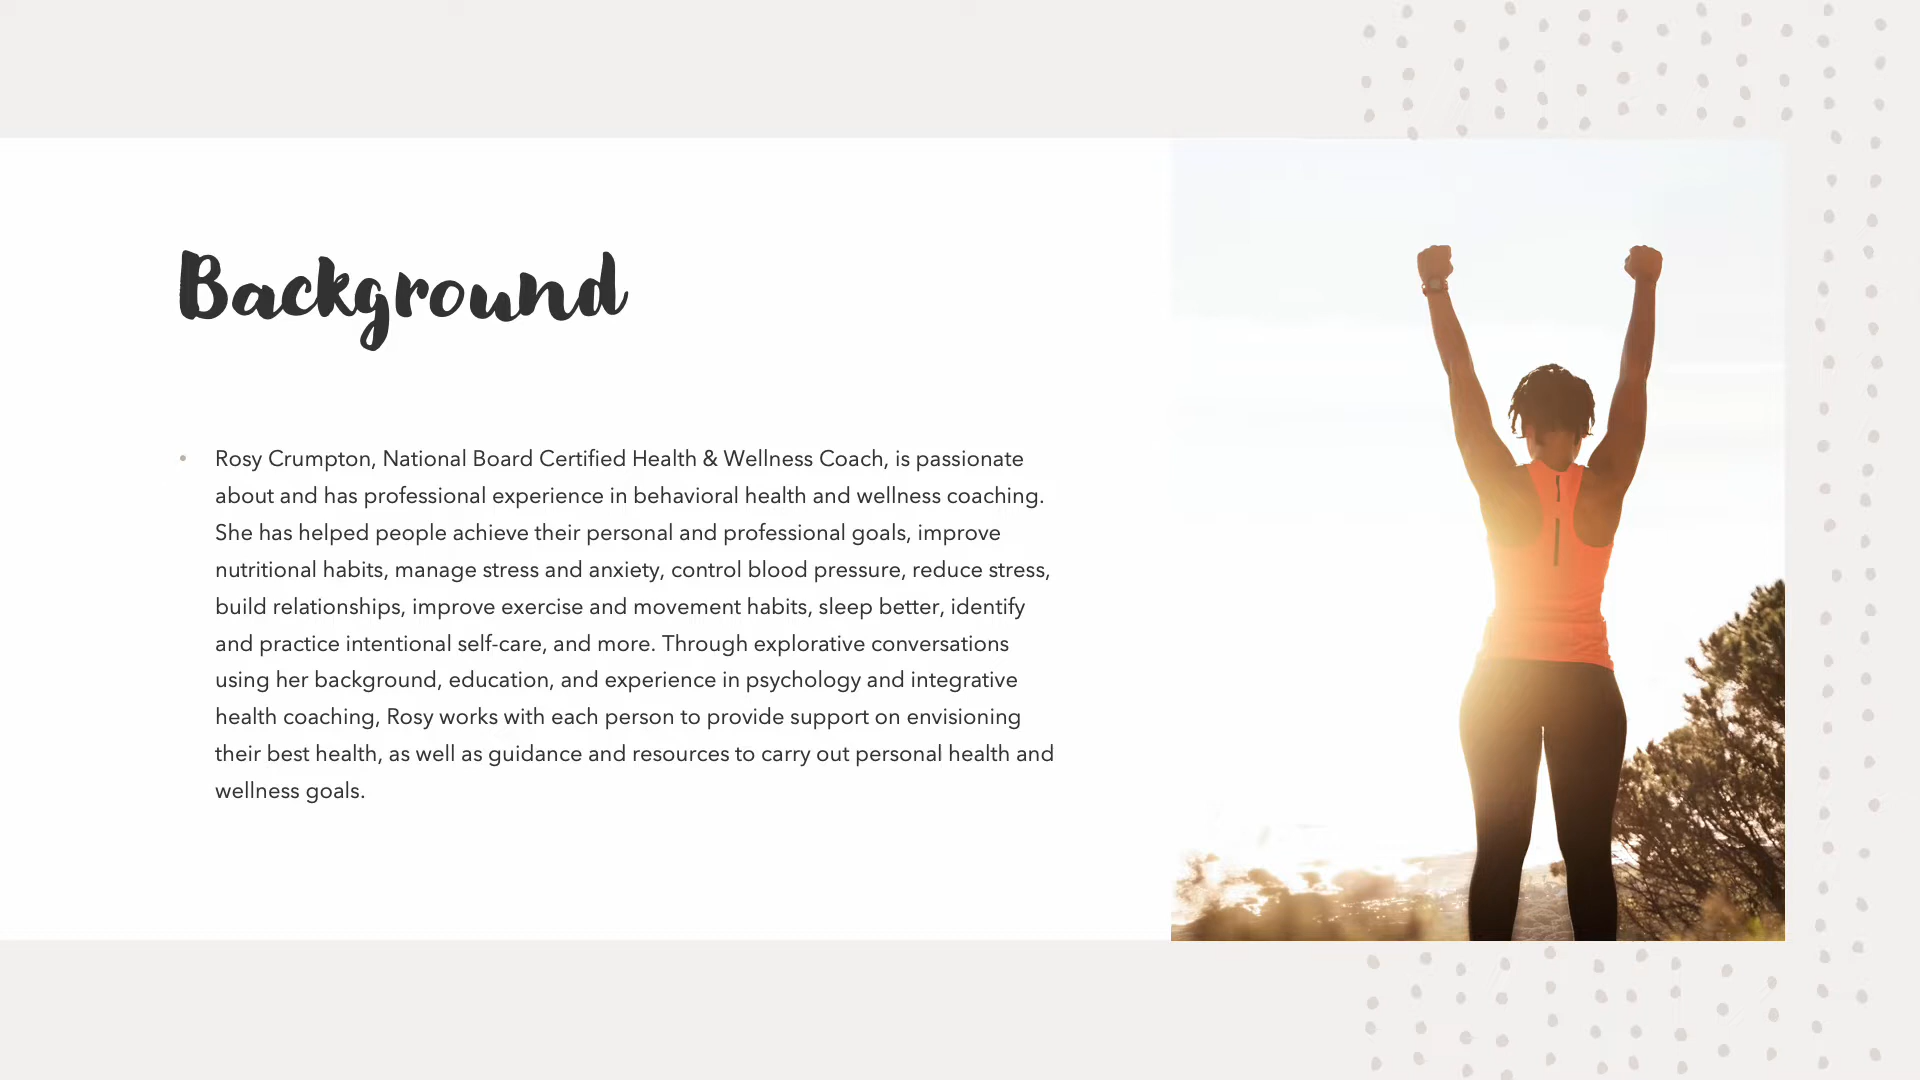 Background
• Rosy Crumpton, National Board Certified Health & Wellness Coach, is passionate
about and has professional experience in behavioral health and wellness coaching.
She has helped people achieve their personal and professional goals, improve
nutritional habits, manage stress and anxiety, control blood pressure, reduce stress,
build relationships, improve exercise and movement habits, sleep better, identify
and practice intentional self-care, and more. Through explorative conversations
using her background, education, and experience in psychology and integrative
health coaching, Rosy works with each person to provide support on envisioning
their best health, as well as guidance and resources to carry out personal health and
wellness goals.